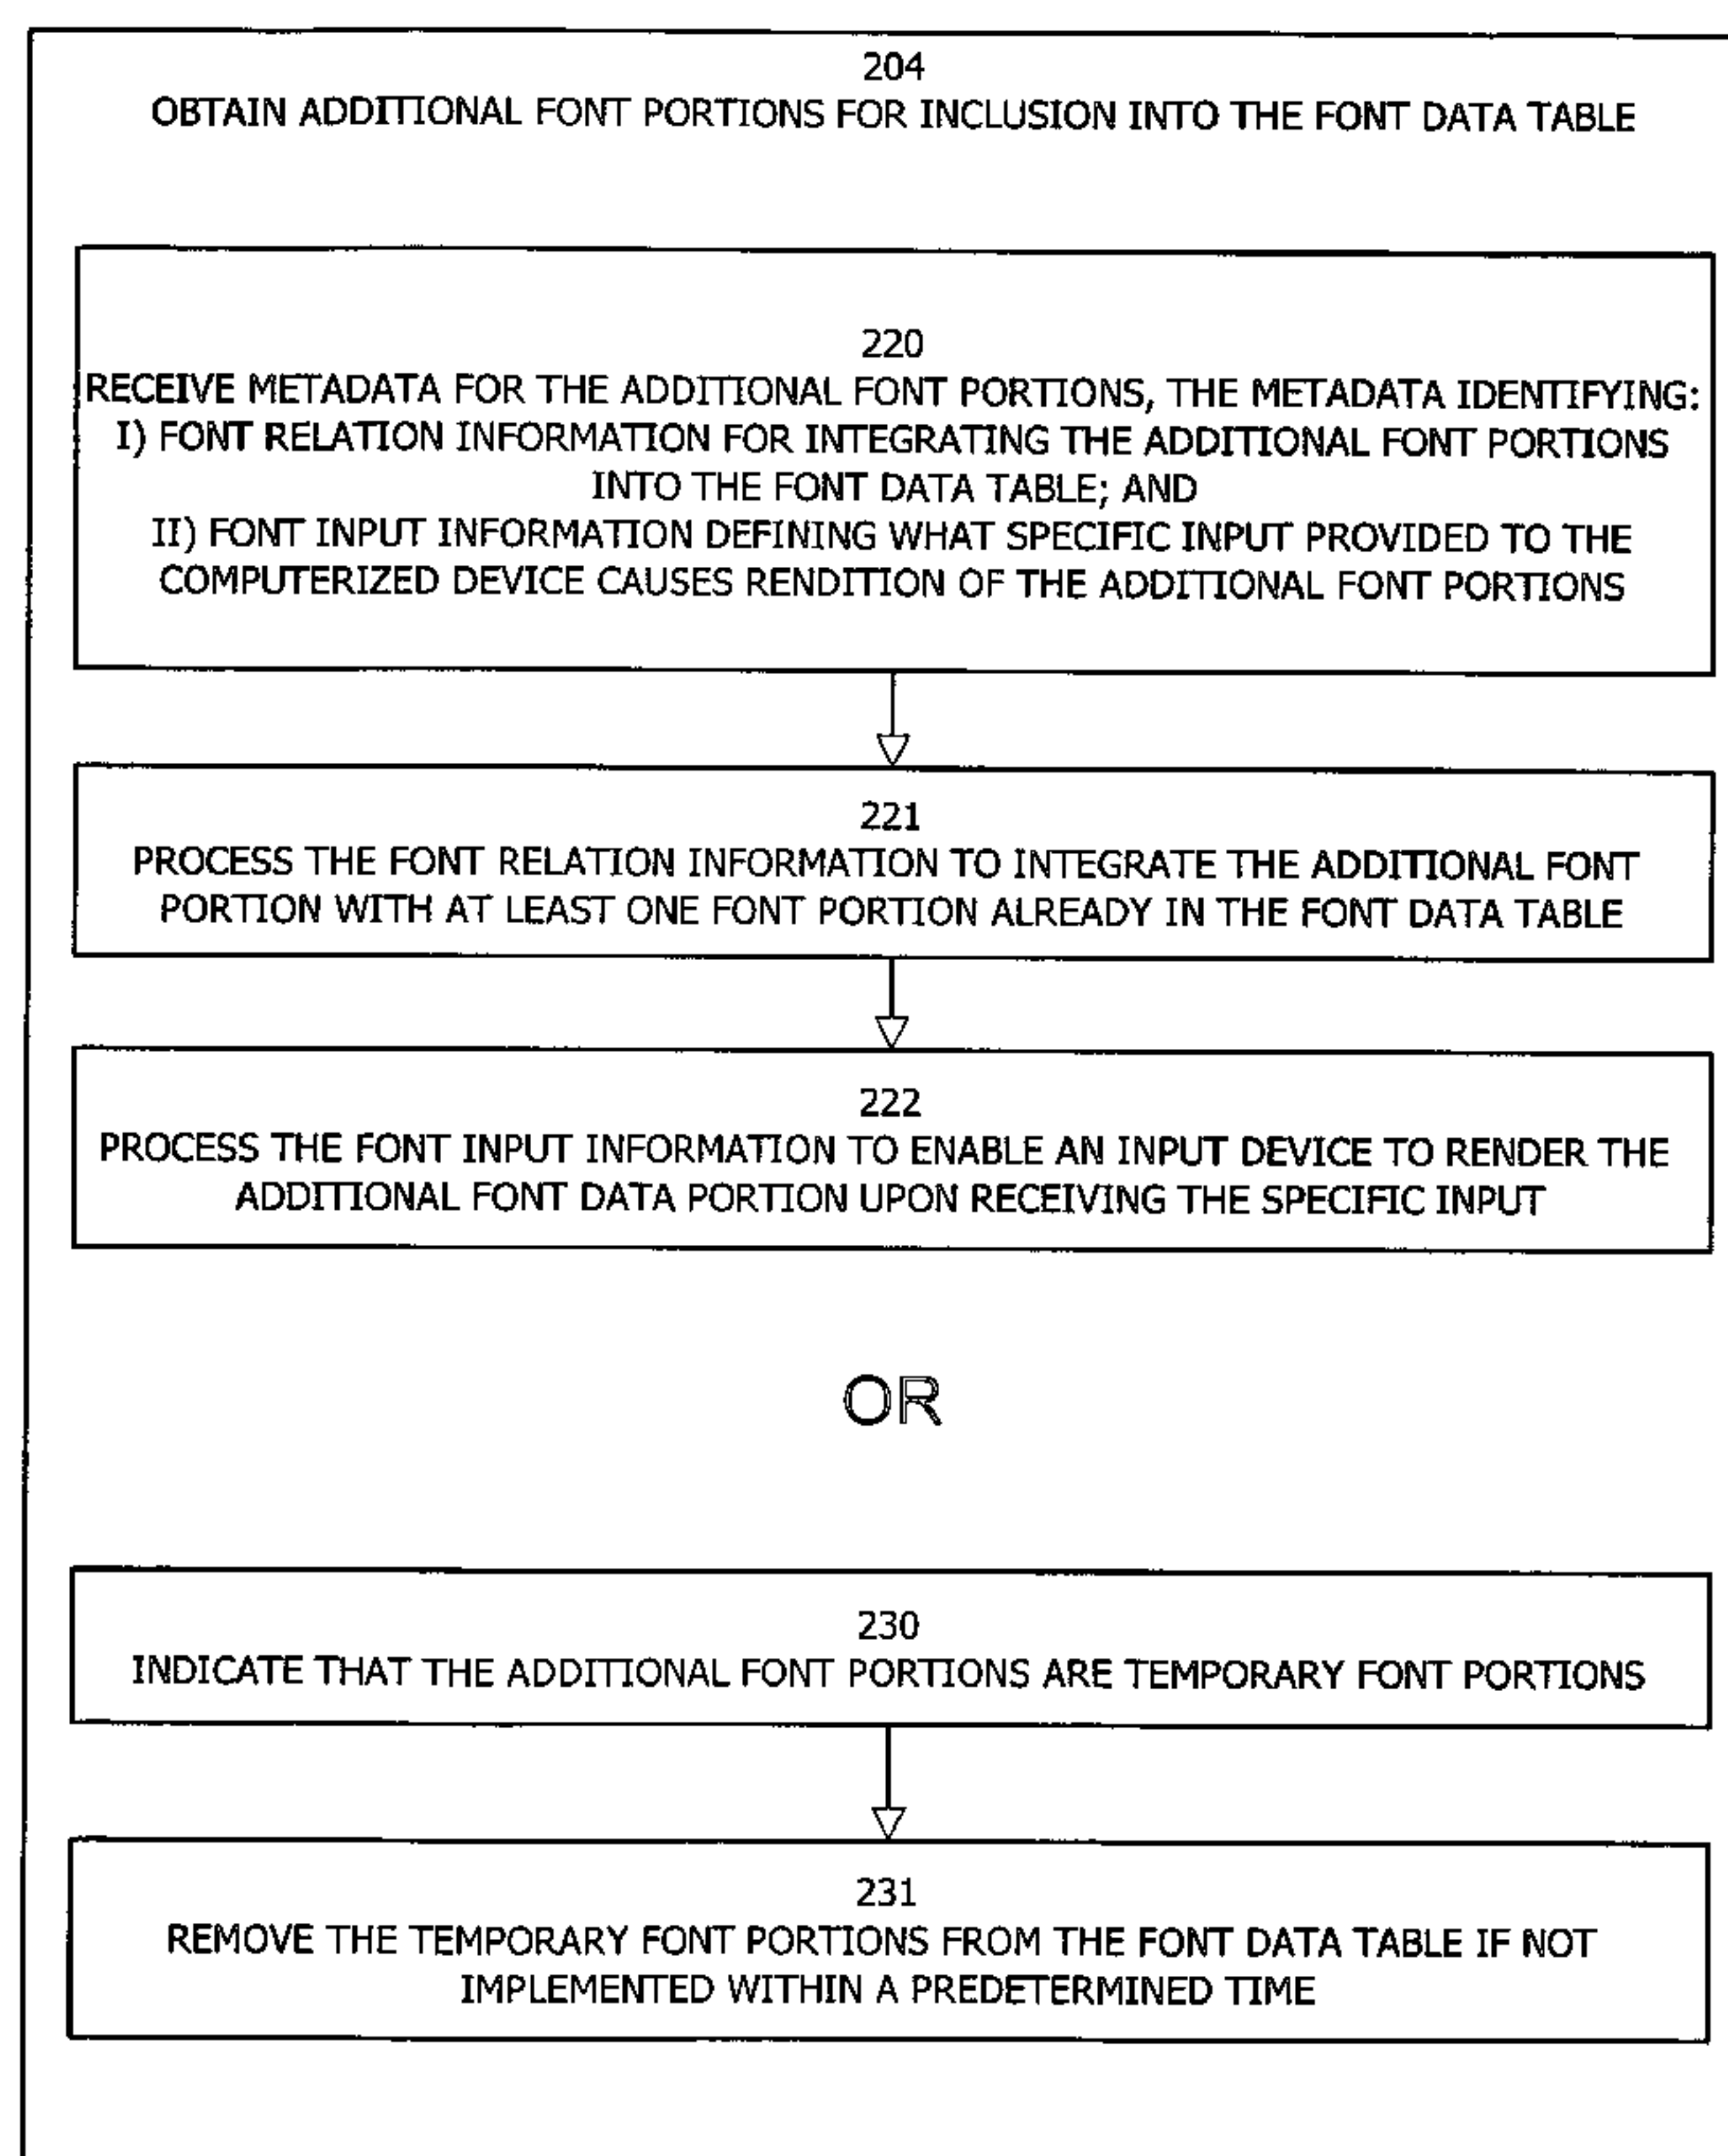 204
OBTAIN ADDITIONAL FONT PORTIONS FOR INCLUSION INTO THE FONT DATA TABLE
220
RECEIVE METADATA FOR THE ADDITIONAL FONT PORTIONS, THE METADATA IDENTIFYING:
I) FONT RELATION INFORMATION FOR INTEGRATING THE ADDITIONAL FONT PORTIONS
INTO THE FONT DATA TABLE; AND
II) FONT INPUT INFORMATION DEFINING WHAT SPECIFIC INPUT PROVIDED TO THE
COMPUTERIZED DEVICE CAUSES RENDITION OF THE ADDITIONAL FONT PORTIONS
221
PROCESS THE FONT RELATION INFORMATION TO INTEGRATE THE ADDITIONAL FONT
PORTION WITH AT LEAST ONE FONT PORTION ALREADY IN THE FONT DATA TABLE
222
PROCESS THE FONT INPUT INFORMATION TO ENABLE AN INPUT DEVICE TO RENDER THE
ADDITIONAL FONT DATA PORTION UPON RECEIVING THE SPECIFIC INPUT
OR
230
INDICATE THAT THE ADDITIONAL FONT PORTIONS ARE TEMPORARY FONT PORTIONS
231
REMOVE THE TEMPORARY FONT PORTIONS FROM THE FONT DATA TABLE IF NOT
IMPLEMENTED WITHIN A PREDETERMINED TIME